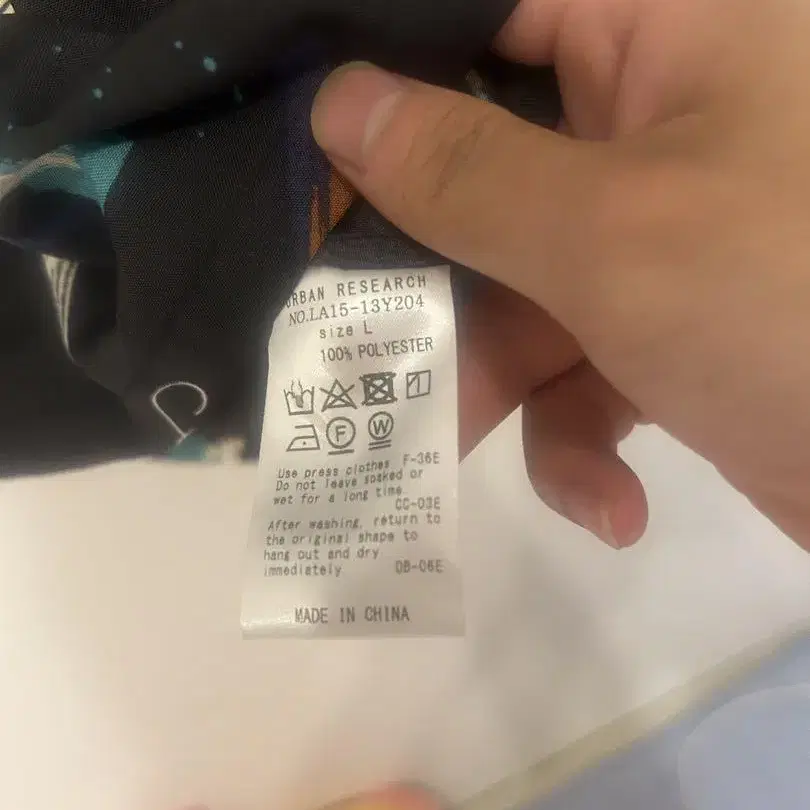 URBAN RESEARCH
NO.LA15-13Y204
size L
100% POLYESTER
F W
Use press clothes F-36E
Do not leave soaked or
wet for a long time.
CC-03E
After washing, return to
the original shape to
hang out and dry
immediately OB-06E
MADE IN CHINA